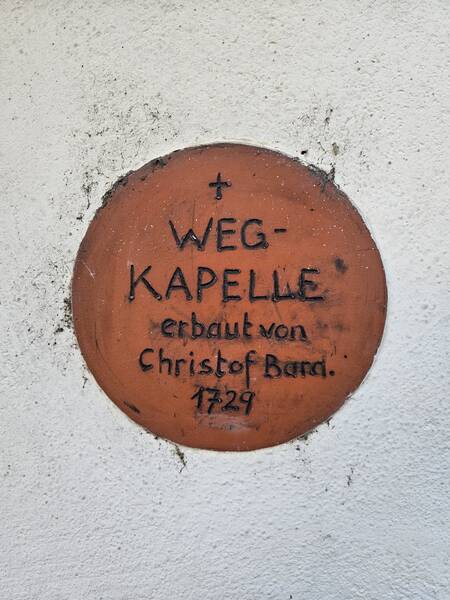 WEG-
KAPELLE
erbaut von
Christof Bard.
1729